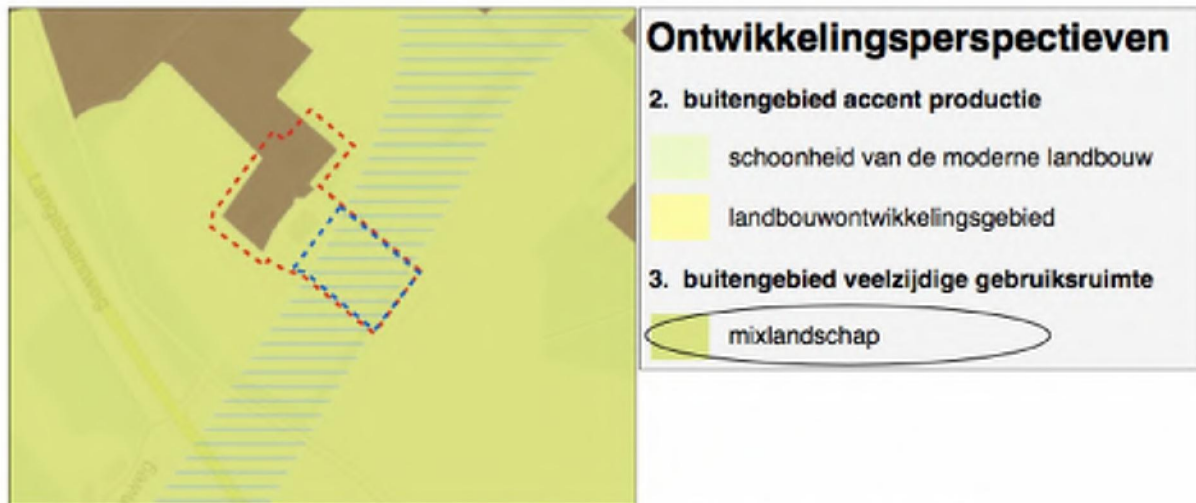 Ontwikkelingsperspectieven
2. buitengebied accent productie
schoonheid van de moderne landbouw
landbouwontwikkelingsgebied
3. buitengebied veelzijdige gebruiksruimte
mixlandschap